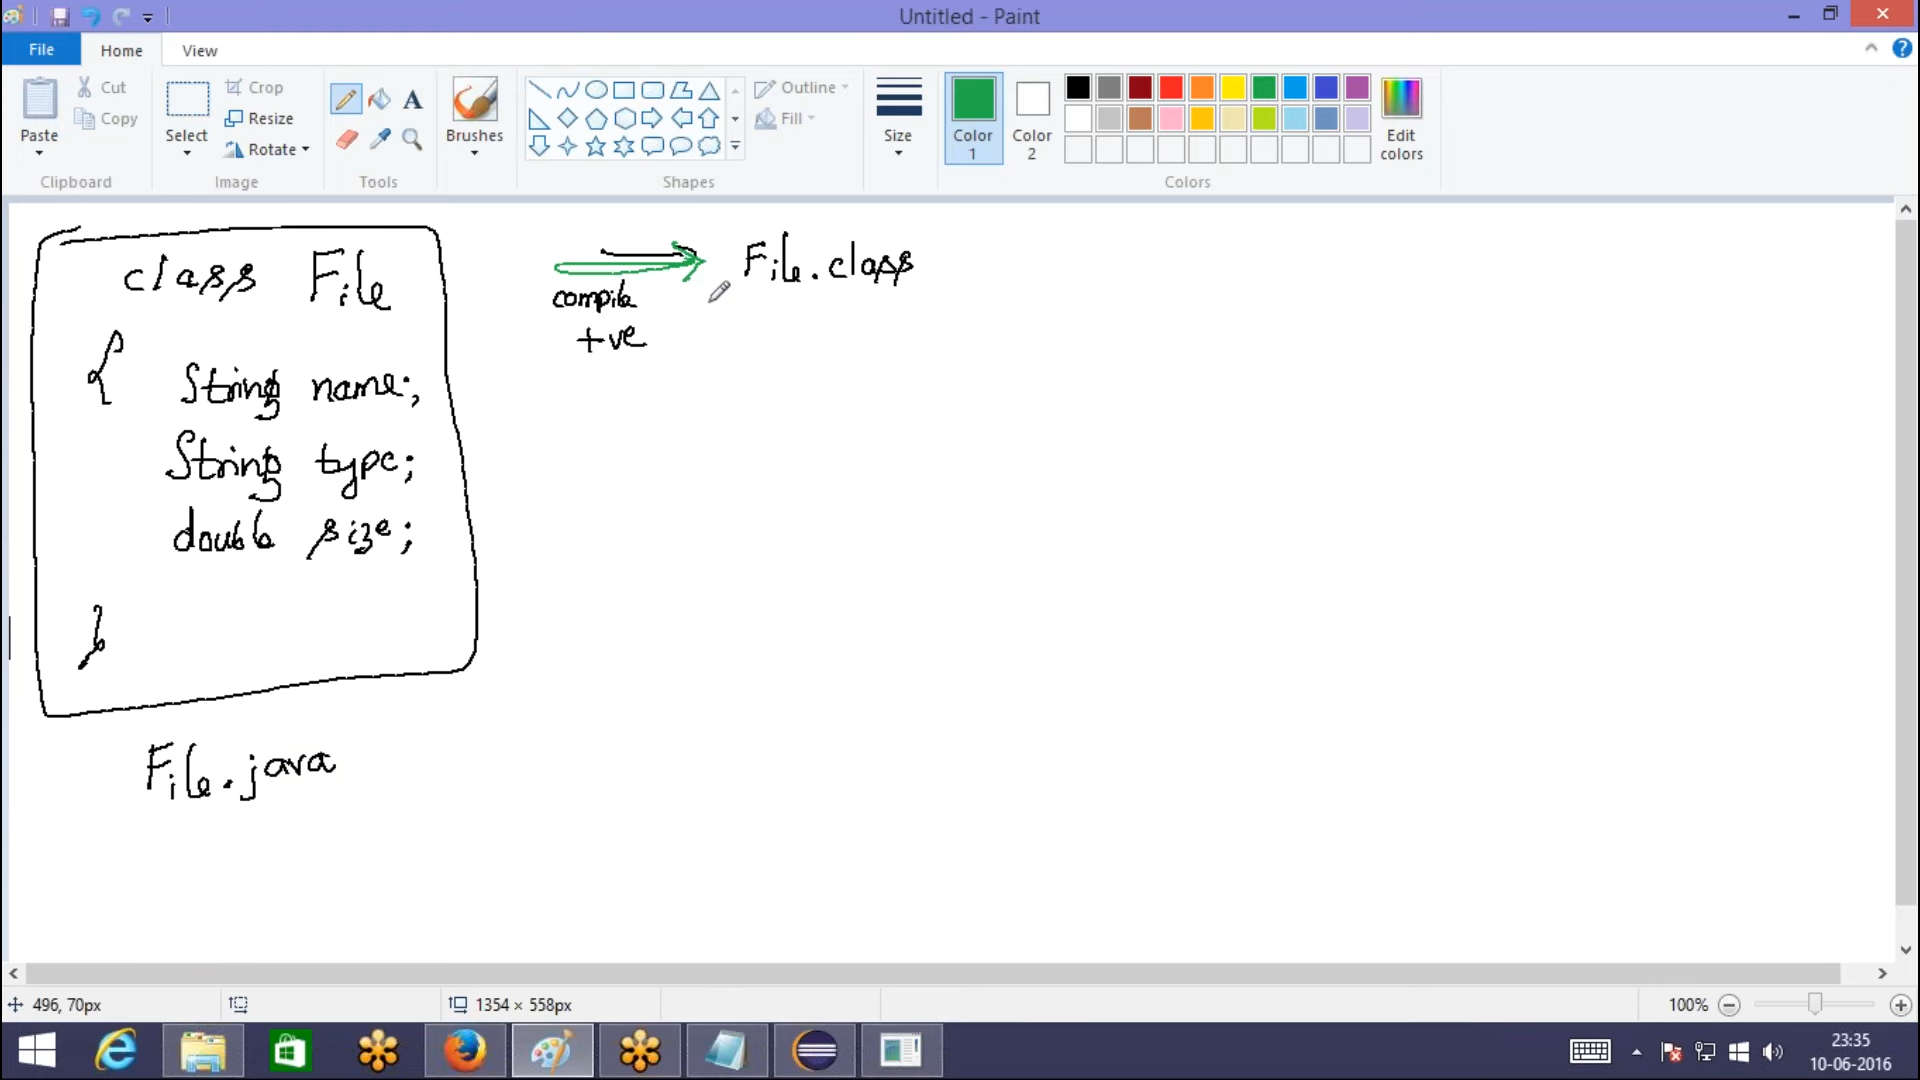 Untitled - Paint
File Home View
Paste Cut Copy Clipboard
Select Crop Resize Rotate Image
Tools
Brushes
Shapes
Outline Fill
Size
Color 1 Color 2 Edit colors Colors
class File
{
String name;
String type;
double size;
}
File.java
compile
+ve
File.class
496, 70px
1354 × 558px
100%
23:35
10-06-2016